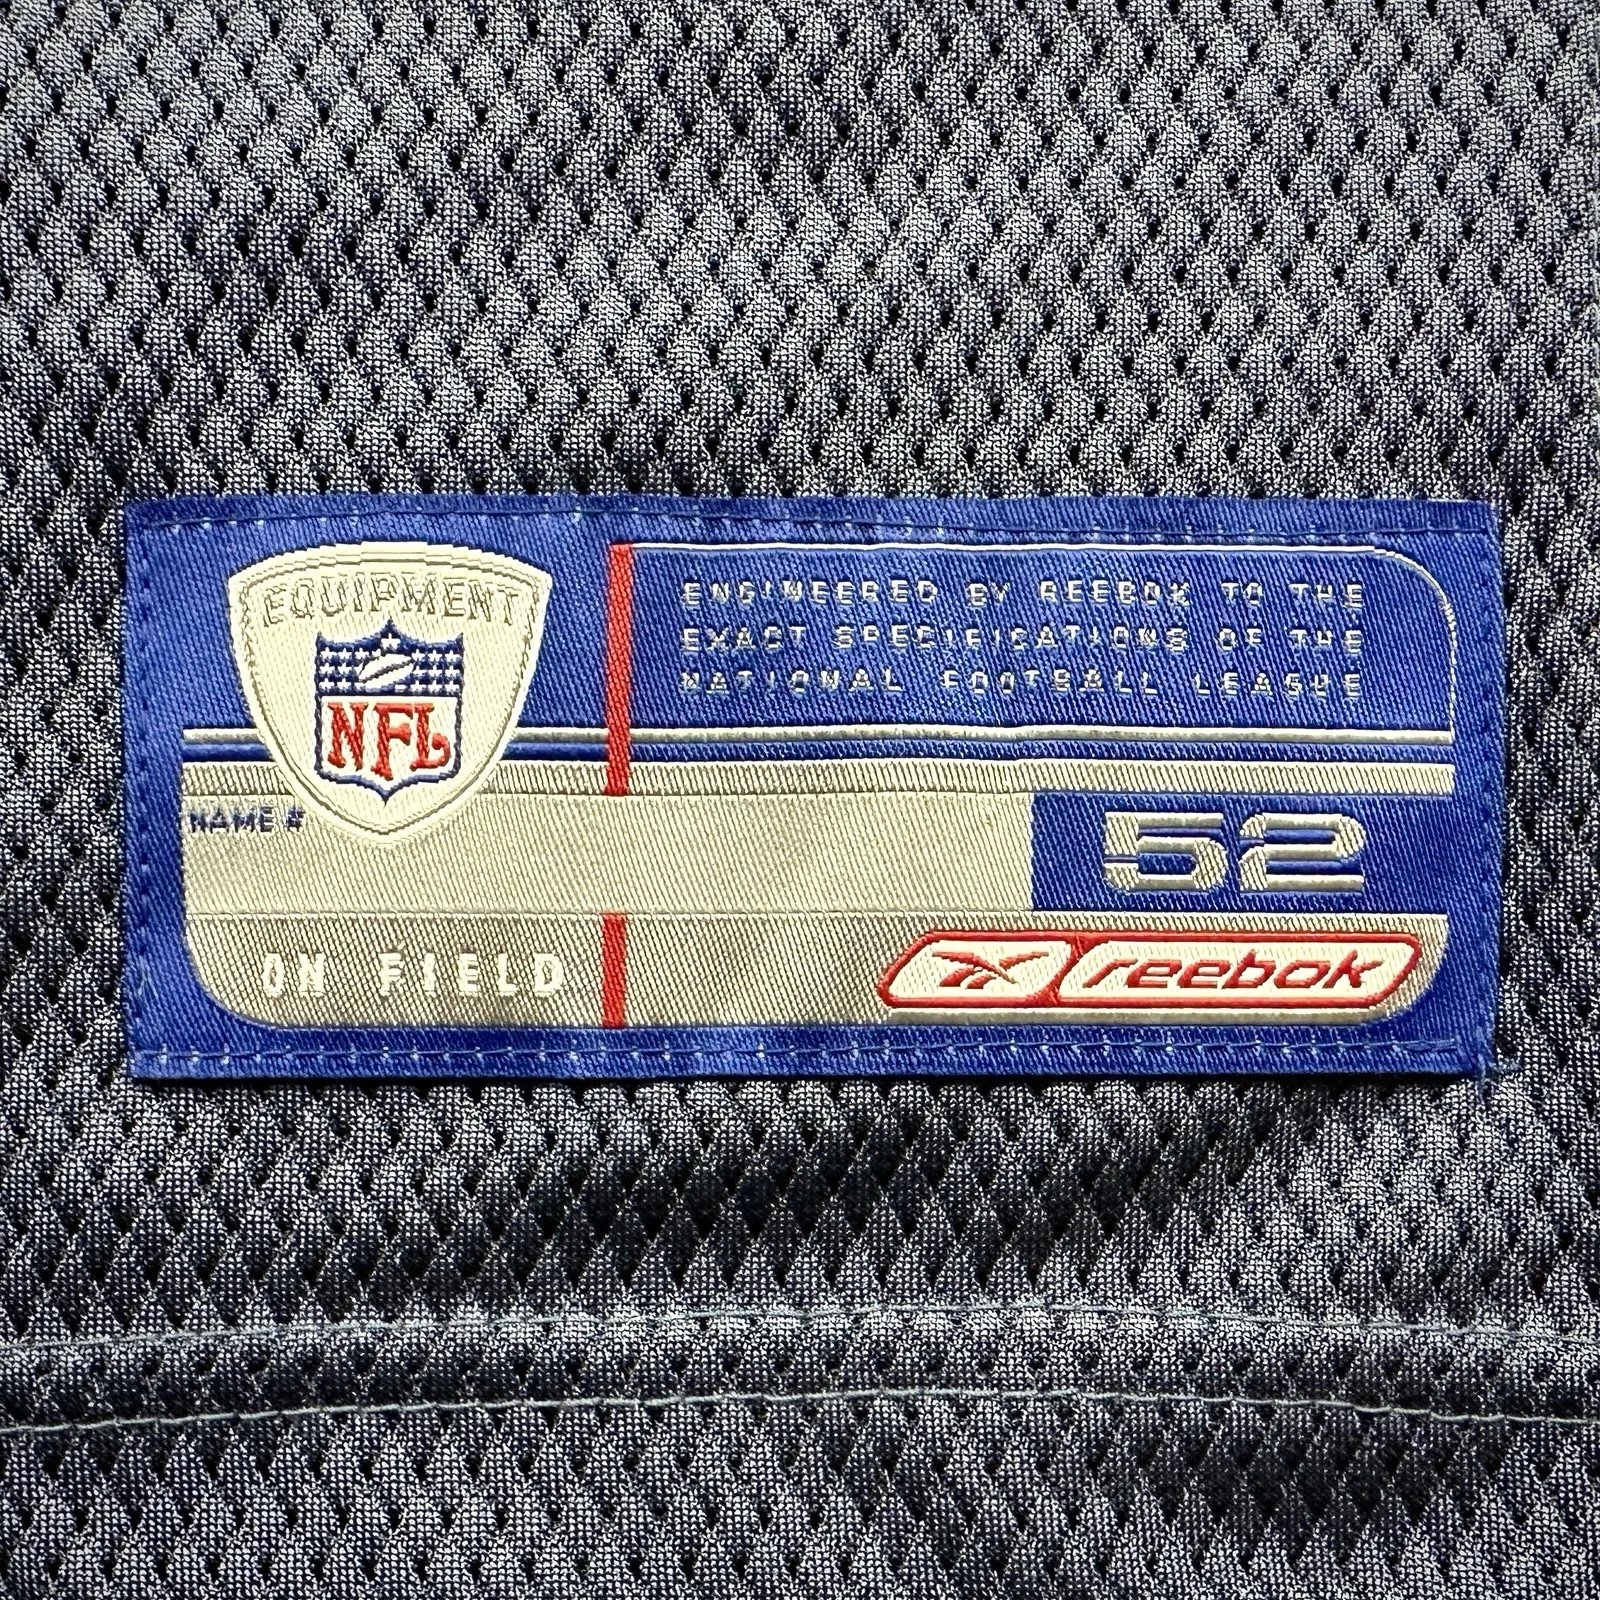 EQUIPMENT
NFL
ENGINEERED BY REEBOK TO THE
EXACT SPECIFICATIONS OF THE
NATIONAL FOOTBALL LEAGUE
NAME #
52
ON FIELD
reebok